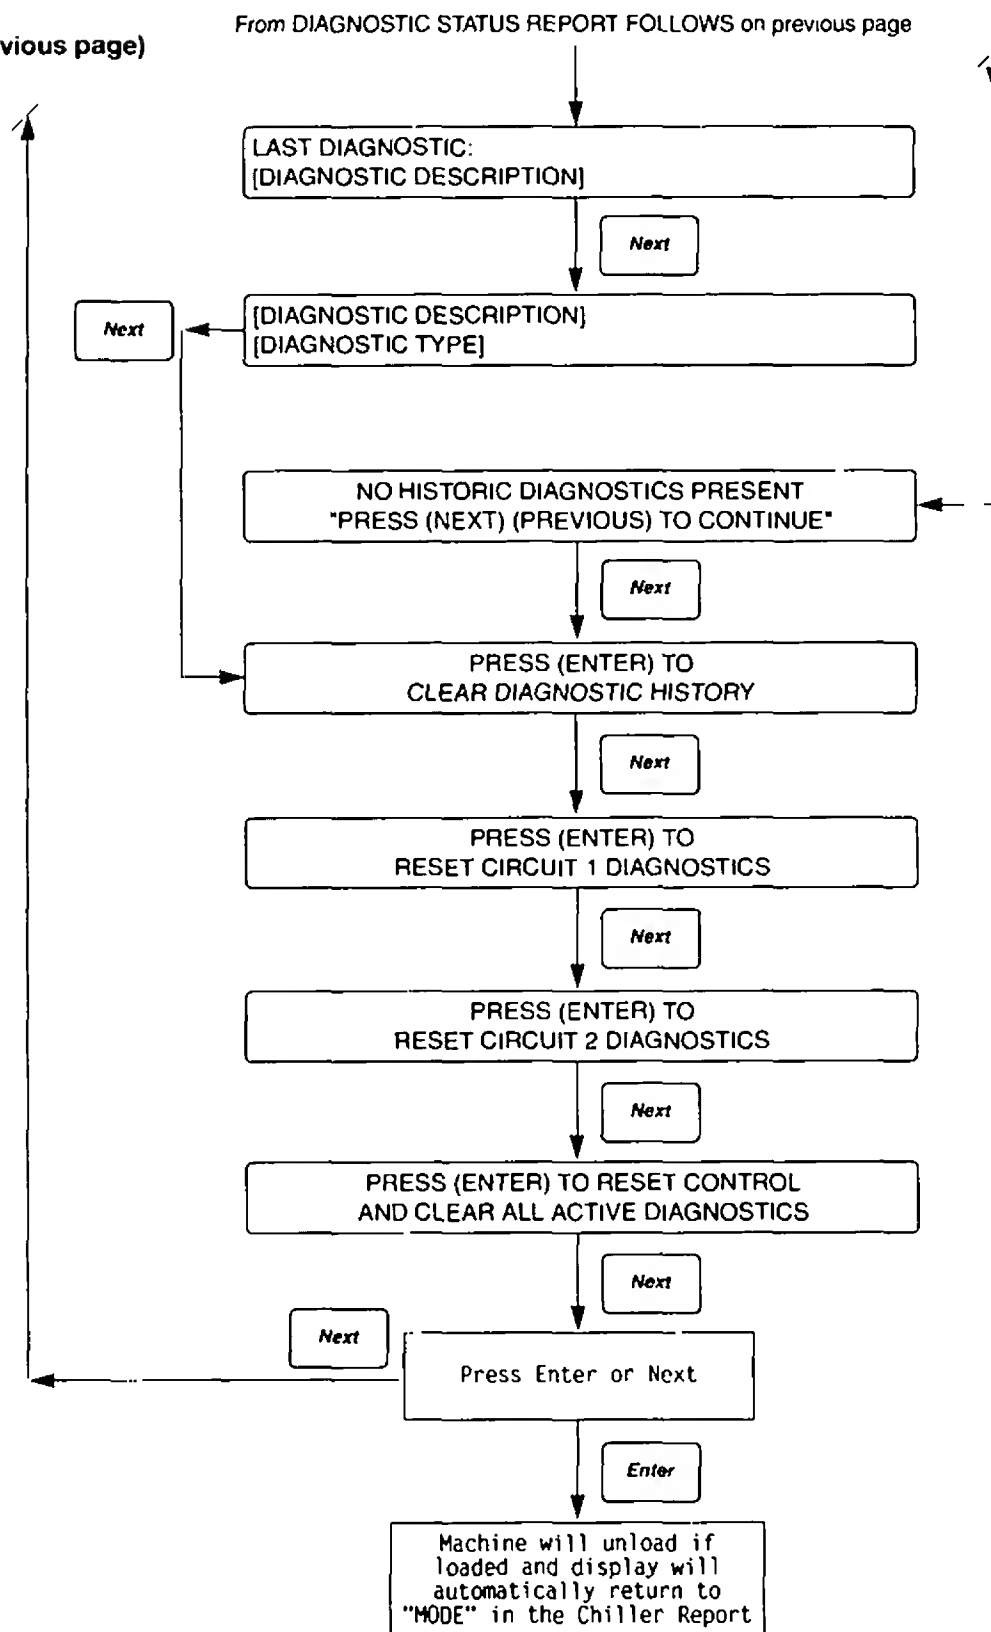 From DIAGNOSTIC STATUS REPORT FOLLOWS on previous page
vious page)
LAST DIAGNOSTIC:
[DIAGNOSTIC DESCRIPTION]
Next
Next
[DIAGNOSTIC DESCRIPTION]
[DIAGNOSTIC TYPE]
NO HISTORIC DIAGNOSTICS PRESENT
"PRESS (NEXT) (PREVIOUS) TO CONTINUE"
Next
PRESS (ENTER) TO
CLEAR DIAGNOSTIC HISTORY
Next
PRESS (ENTER) TO
RESET CIRCUIT 1 DIAGNOSTICS
Next
PRESS (ENTER) TO
RESET CIRCUIT 2 DIAGNOSTICS
Next
PRESS (ENTER) TO RESET CONTROL
AND CLEAR ALL ACTIVE DIAGNOSTICS
Next
Next
Press Enter or Next
Enter
Machine will unload if
loaded and display will
automatically return to
"MODE" in the Chiller Report